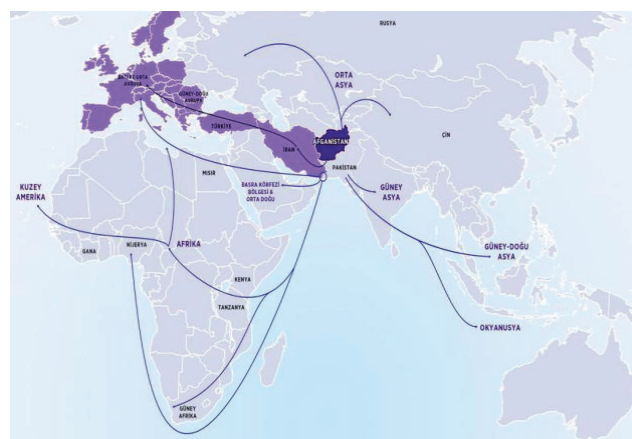 RUSYA
ORTA
ASYA
BATI & ORTA
AVRUPA
GÜNEY-DOĞU
AVRUPA
TÜRKİYE
AFGANİSTAN
ÇİN
İRAN
PAKİSTAN
MISIR
BASRA KÖRFEZİ
BÖLGESİ &
ORTA DOĞU
GÜNEY
ASYA
KUZEY
AMERİKA
GANA
NİJERYA
AFRİKA
GÜNEY-DOĞU
ASYA
KENYA
TANZANYA
OKYANUSYA
GÜNEY
AFRİKA